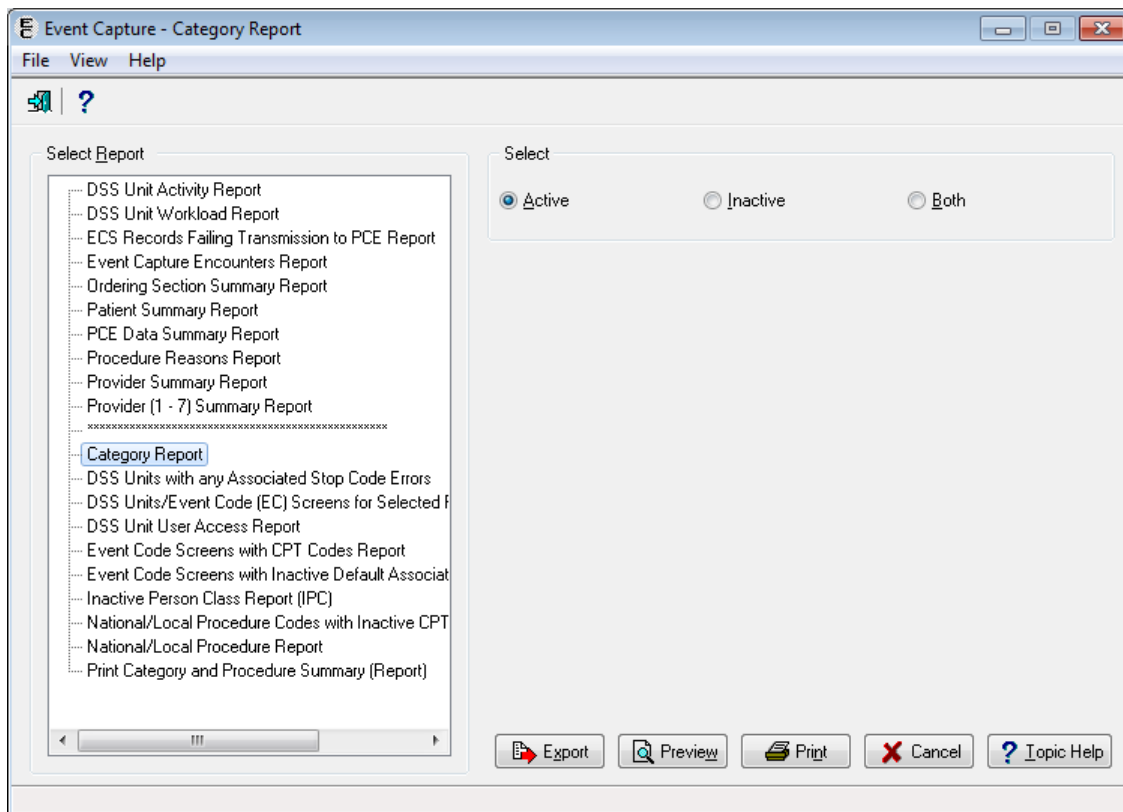 Event Capture - Category Report
File View Help
Select Report
DSS Unit Activity Report
DSS Unit Workload Report
ECS Records Failing Transmission to PCE Report
Event Capture Encounters Report
Ordering Section Summary Report
Patient Summary Report
PCE Data Summary Report
Procedure Reasons Report
Provider Summary Report
Provider (1 - 7) Summary Report
**************************************************
Category Report
DSS Units with any Associated Stop Code Errors
DSS Units/Event Code (EC) Screens for Selected
DSS Unit User Access Report
Event Code Screens with CPT Codes Report
Event Code Screens with Inactive Default Associat
Inactive Person Class Report (IPC)
National/Local Procedure Codes with Inactive CPT
National/Local Procedure Report
Print Category and Procedure Summary (Report)
Select
Active Inactive Both
Export Preview Print Cancel Topic Help